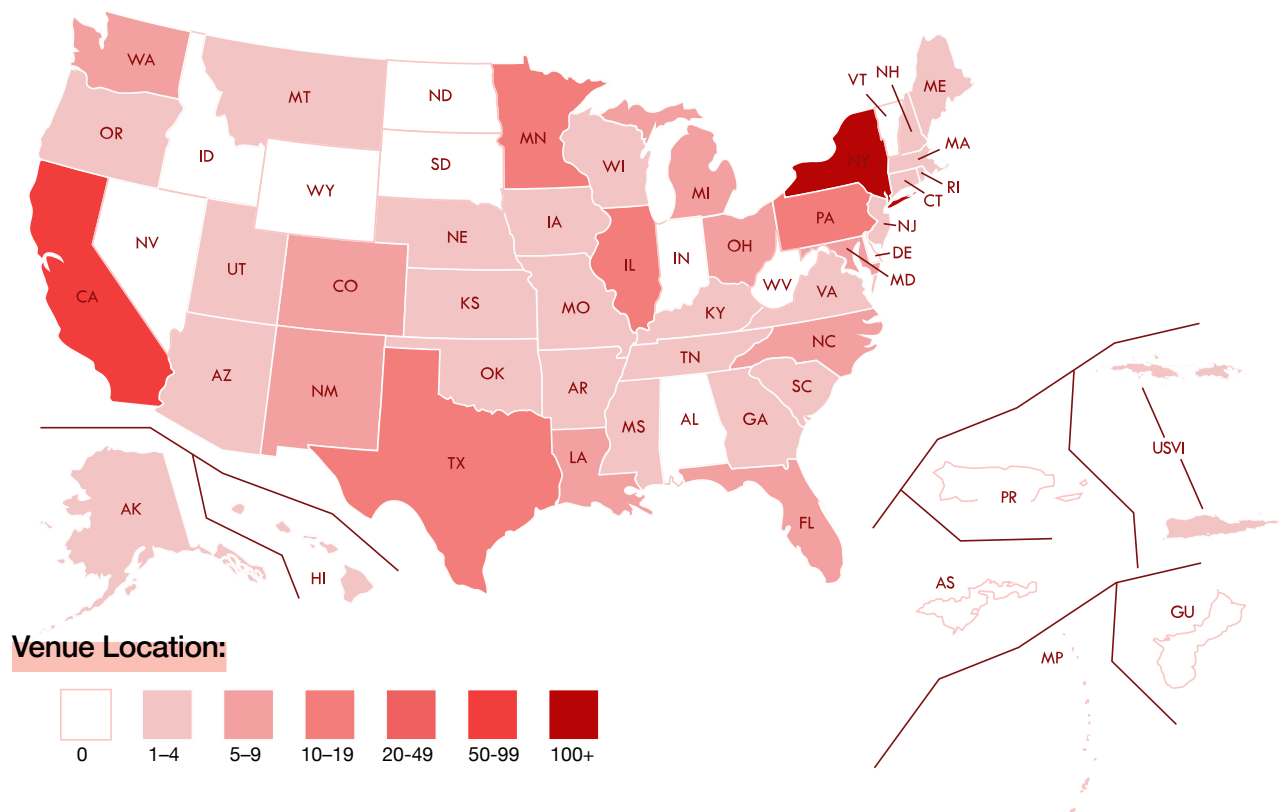 WA
MT
ND
MN
OR
ID
SD
WY
WI
MI
VT
NH
ME
NY
MA
RI
CT
NJ
PA
DE
MD
NV
UT
CO
NE
IA
KS
MO
IL
IN
OH
WV
VA
KY
CA
AZ
NM
OK
AR
TN
NC
SC
TX
LA
MS
AL
GA
FL
AK
HI
PR
USVI
AS
GU
MP
Venue Location:
0
1–4
5–9
10–19
20-49
50-99
100+